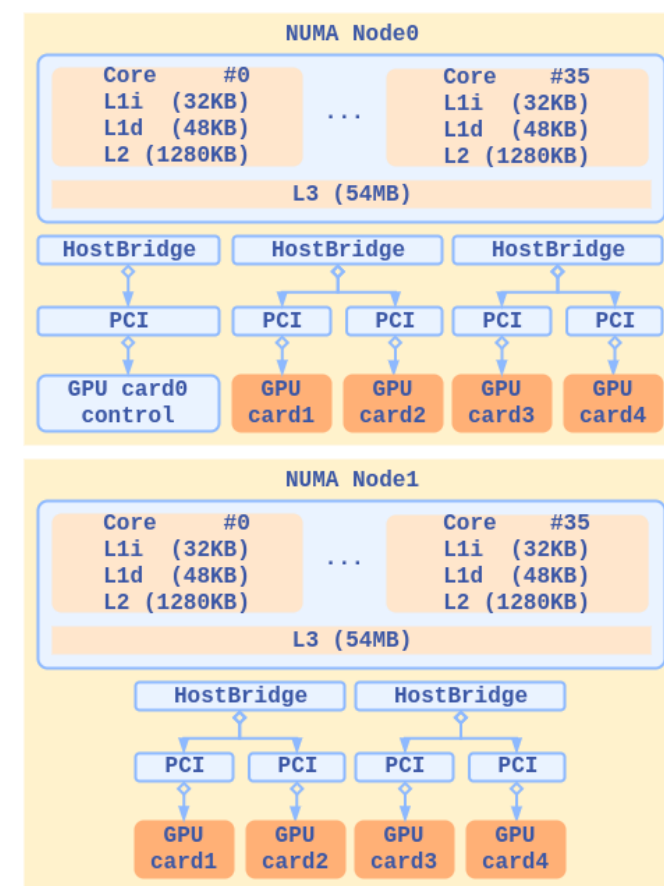 NUMA Node0
Core #0
L1i (32KB)
L1d (48KB)
L2 (1280KB)
...
Core #35
L1i (32KB)
L1d (48KB)
L2 (1280KB)
L3 (54MB)
HostBridge HostBridge HostBridge
PCI PCI PCI PCI PCI
GPU card0
control
GPU
card1
GPU
card2
GPU
card3
GPU
card4
NUMA Node1
Core #0
L1i (32KB)
L1d (48KB)
L2 (1280KB)
...
Core #35
L1i (32KB)
L1d (48KB)
L2 (1280KB)
L3 (54MB)
HostBridge HostBridge
PCI PCI PCI PCI
GPU
card1
GPU
card2
GPU
card3
GPU
card4